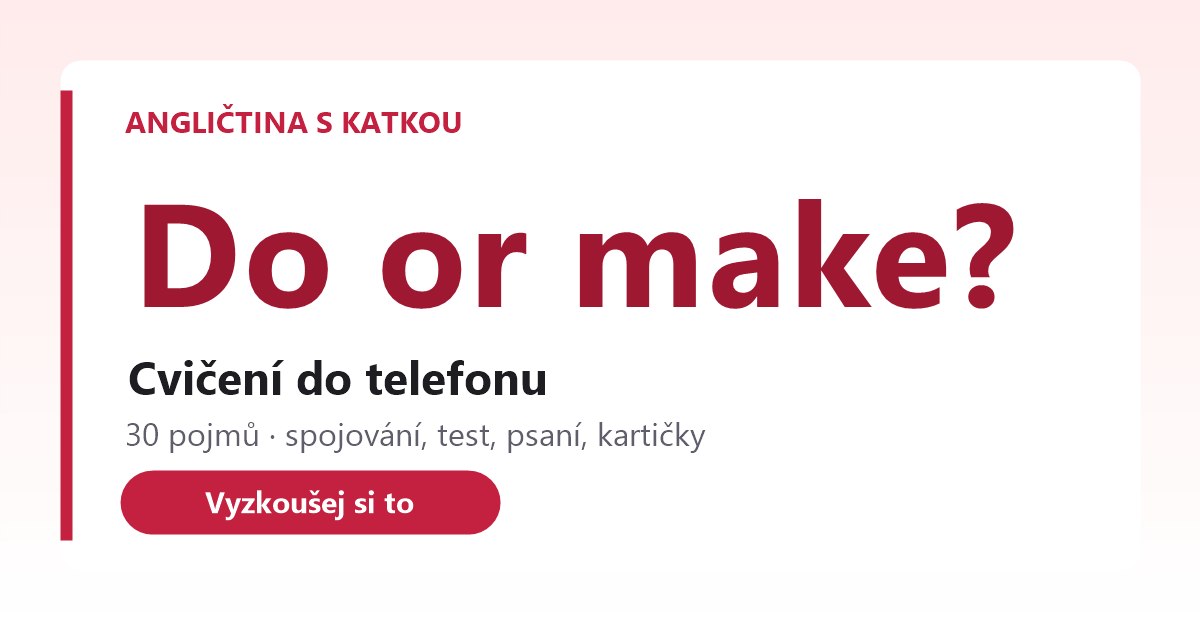 ANGLIČTINA S KATKOU
Do or make?
Cvičení do telefonu
30 pojmů · spojování, test, psaní, kartičky
Vyzkoušej si to